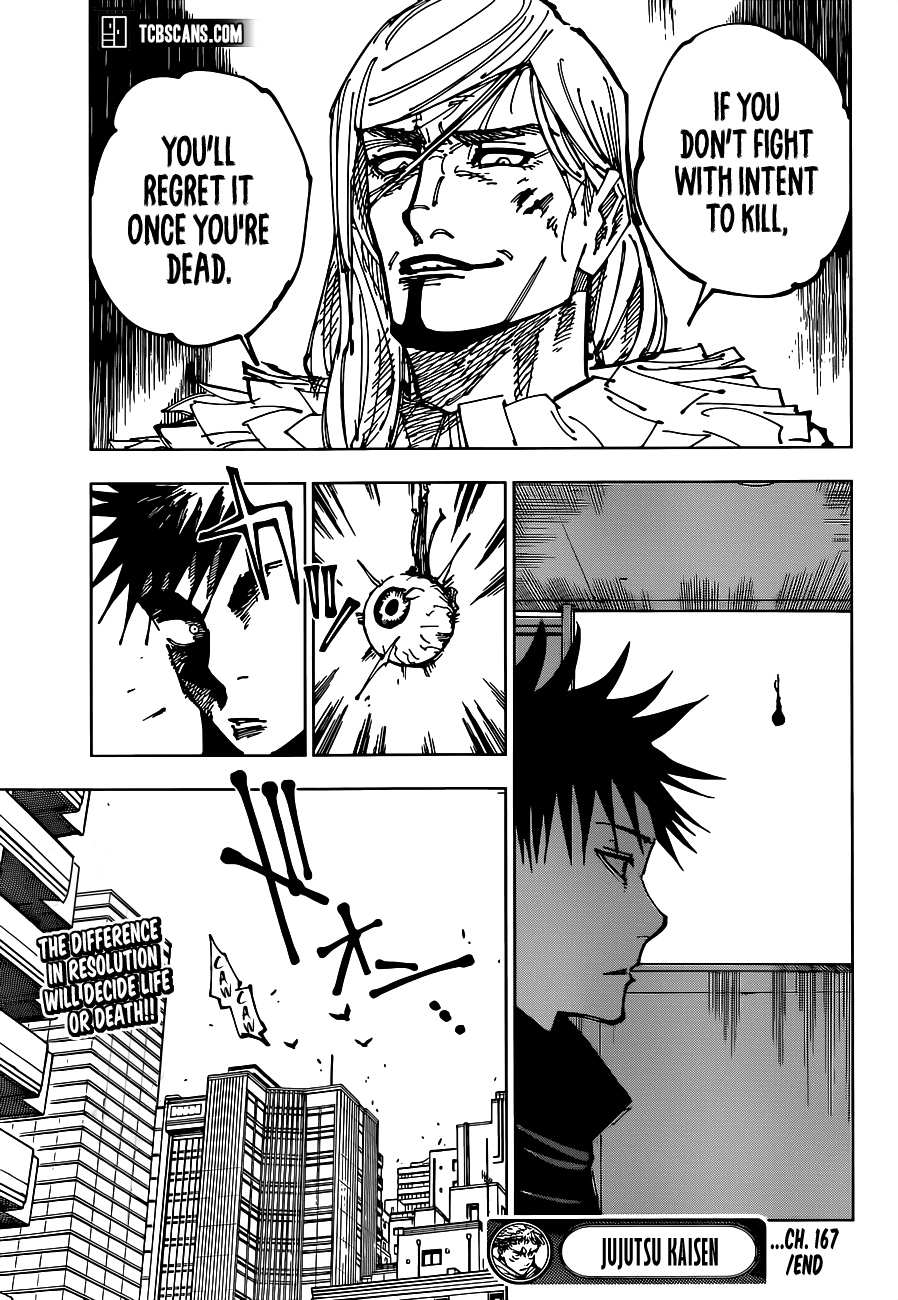 TCBSCANS.COM
IF YOU
DON'T FIGHT
WITH INTENT
TO KILL,
YOU'LL
REGRET IT
ONCE YOU'RE
DEAD.
THE DIFFERENCE
IN RESOLUTION
WILL DECIDE LIFE
OR DEATH!!
CAW
CAW
JUJUTSU KAISEN
...CH. 167
/END